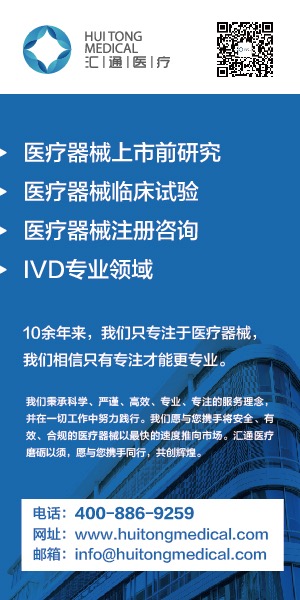 HUI TONG
MEDICAL
汇|通|医|疗
医疗器械上市前研究
医疗器械临床试验
医疗器械注册咨询
IVD专业领域
10余年来，我们只专注于医疗器械，
我们相信只有专注才能更专业。
我们秉承科学、严谨、高效、专业、专注的服务理念，
并在一切工作中努力践行。我们愿与您携手将安全、有
效、合规的医疗器械以最快的速度推向市场。汇通医疗
磨砺以须，愿与您携手同行，共创辉煌。
电话：400-886-9259
网址：www.huitongmedical.com
邮箱：info@huitongmedical.com